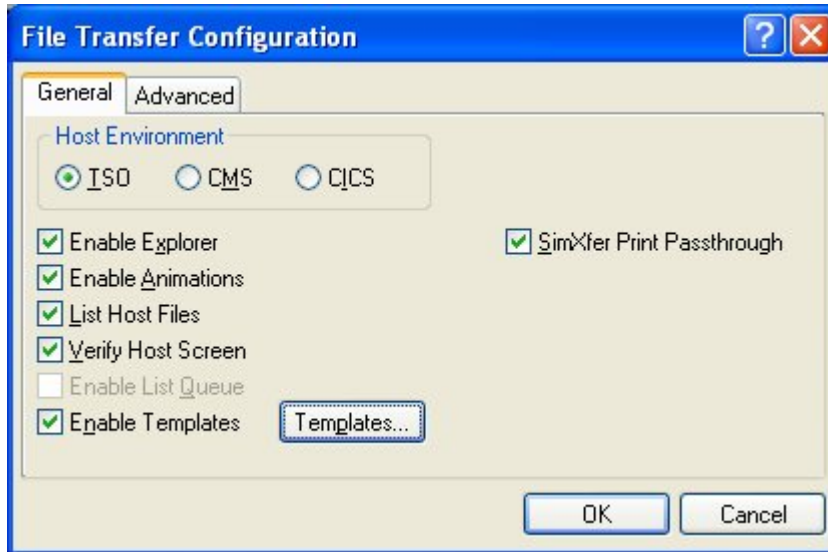 File Transfer Configuration
General Advanced
Host Environment
TSO CMS CICS
Enable Explorer SimXfer Print Passthrough
Enable Animations
List Host Files
Verify Host Screen
Enable List Queue
Enable Templates Templates...
OK Cancel